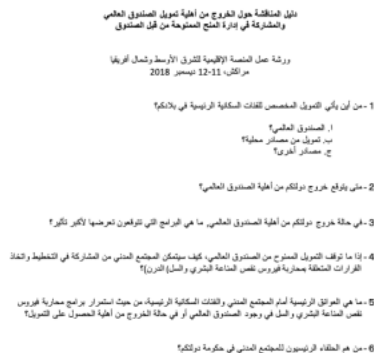 دليل المناقشة حول الخروج من أهلية تمويل الصندوق العالمي
والمشاركة في إدارة المنح الممنوحة من قبل الصندوق
ورشة عمل المنصة الإقليمية للشرق الأوسط وشمال أفريقيا
مراكش، 11-12 ديسمبر 2018
1 - من أين يأتي التمويل المخصص للفئات السكانية الرئيسية في بلادكم؟
ا. الصندوق العالمي؟
ب. تمويل من مصادر محلية؟
ج. مصادر أخرى؟
2 - متى يتوقع خروج دولتكم من أهلية الصندوق العالمي؟
3 - في حالة خروج دولتكم من أهلية الصندوق العالمي، ما هي البرامج التي تتوقعون تعرضها لأكبر تأثير؟
4 - إذا ما توقف التمويل الممنوح من الصندوق العالمي، كيف سيتمكن المجتمع المدني من المشاركة في التخطيط واتخاذ
القرارات المتعلقة بمحاربة فيروس نقص المناعة البشري والسل (الدرن)؟
5 - ما هي العوائق الرئيسية أمام المجتمع المدني والفئات السكانية الرئيسية، من حيث استمرار برامج محاربة فيروس
نقص المناعة البشري والسل في وجود الصندوق العالمي أو في حالة الخروج من أهلية الحصول على التمويل؟
6 - من هم الحلفاء الرئيسيون للمجتمع المدني في حكومة دولتكم؟